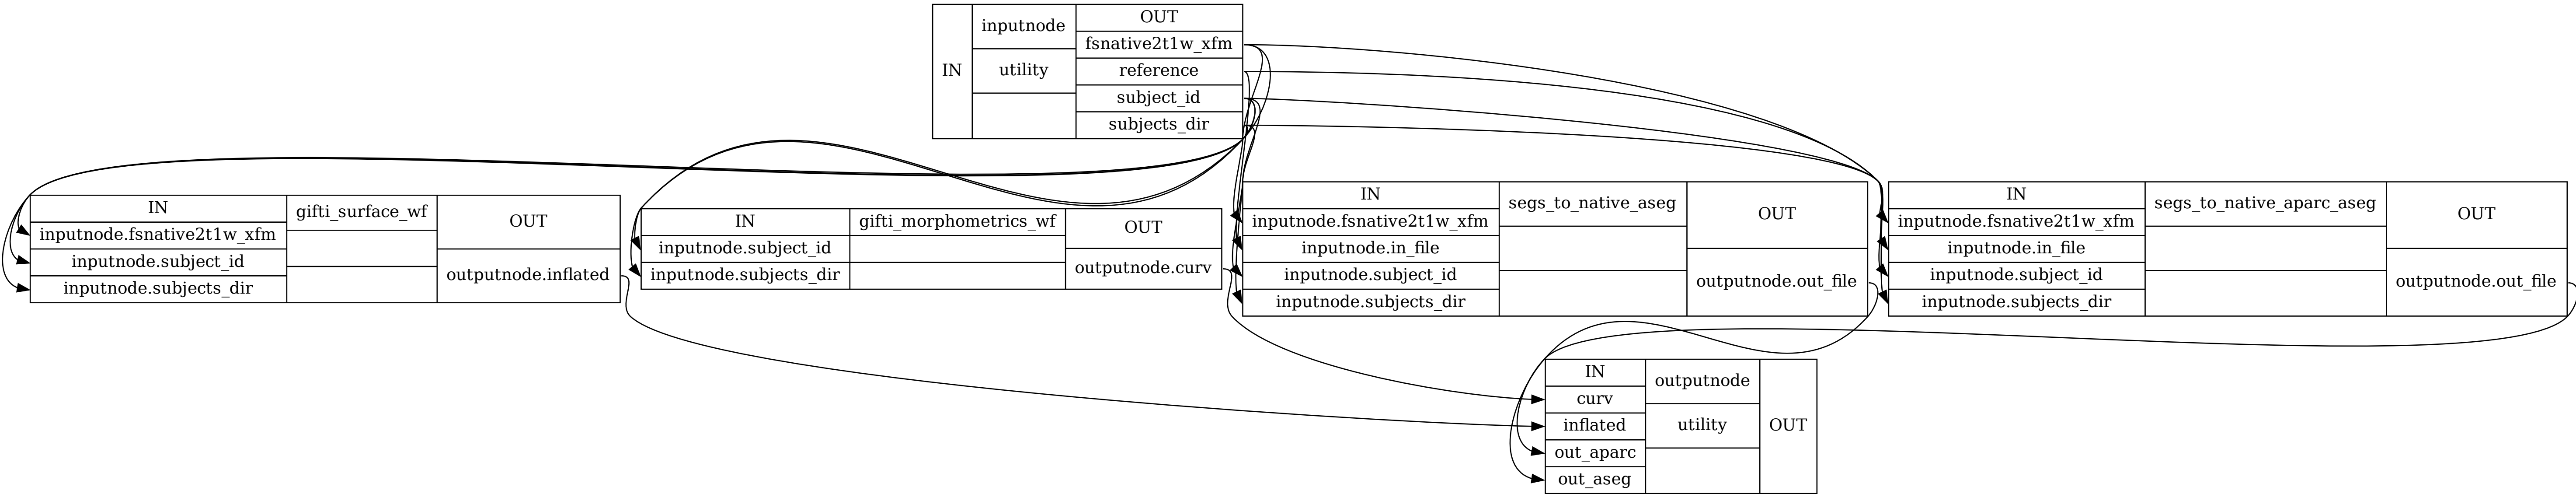 IN
inputnode
utility
OUT
fsnative2t1w_xfm
reference
subject_id
subjects_dir
IN
inputnode.fsnative2t1w_xfm
inputnode.subject_id
inputnode.subjects_dir
gifti_surface_wf
OUT
outputnode.inflated
IN
inputnode.subject_id
inputnode.subjects_dir
gifti_morphometrics_wf
OUT
outputnode.curv
IN
inputnode.fsnative2t1w_xfm
inputnode.in_file
inputnode.subject_id
inputnode.subjects_dir
segs_to_native_aseg
OUT
outputnode.out_file
IN
inputnode.fsnative2t1w_xfm
inputnode.in_file
inputnode.subject_id
inputnode.subjects_dir
segs_to_native_aparc_aseg
OUT
outputnode.out_file
IN
curv
inflated
out_aparc
out_aseg
outputnode
utility
OUT